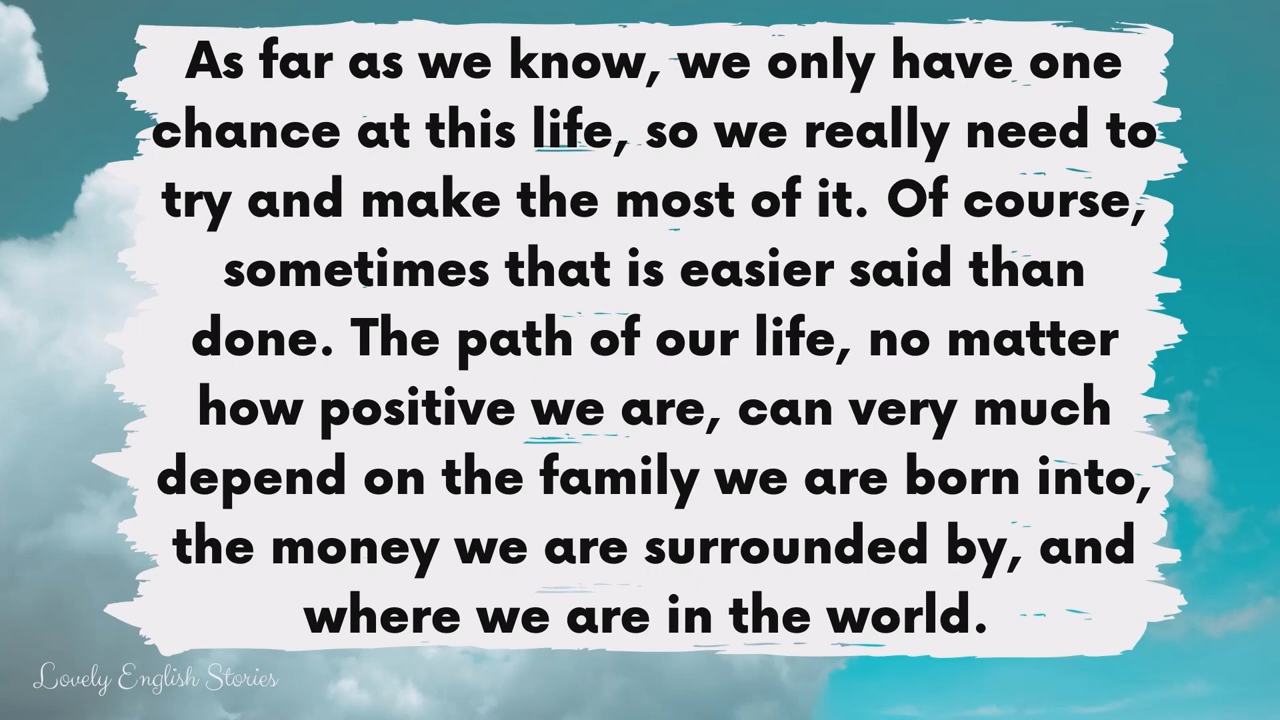 As far as we know, we only have one
chance at this life, so we really need to
try and make the most of it. Of course,
sometimes that is easier said than
done. The path of our life, no matter
how positive we are, can very much
depend on the family we are born into,
the money we are surrounded by, and
where we are in the world.
Lovely English Stories